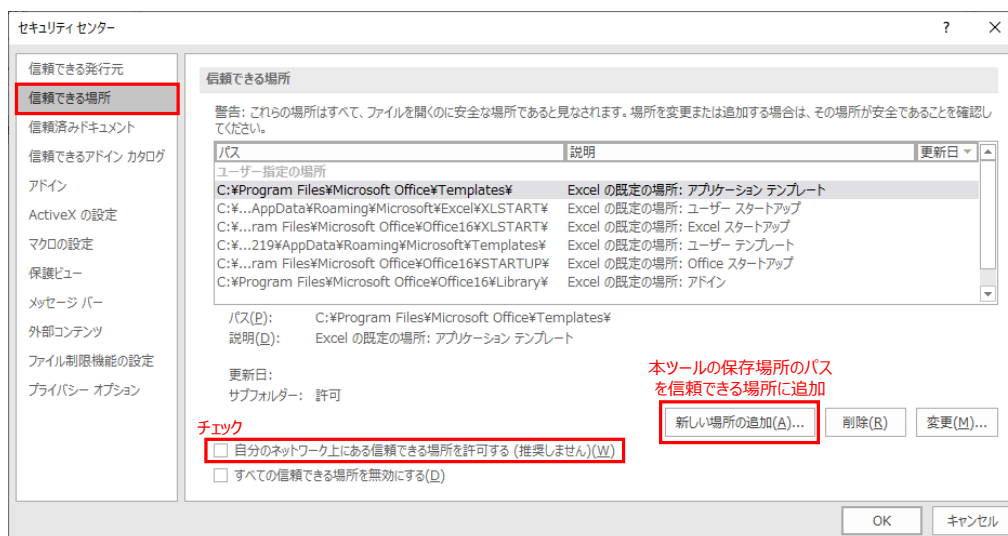 セキュリティ センター
? ×
信頼できる発行元
信頼できる場所
信頼済みドキュメント
信頼できるアドイン カタログ
アドイン
ActiveX の設定
マクロの設定
保護ビュー
メッセージ バー
外部コンテンツ
ファイル制限機能の設定
プライバシー オプション
信頼できる場所
警告: これらの場所はすべて、ファイルを開くのに安全な場所であると見なされます。場所を変更または追加する場合は、その場所が安全であることを確認し
てください。
パス 説明 更新日
ユーザー指定の場所
C:¥Program Files¥Microsoft Office¥Templates¥ Excel の既定の場所: アプリケーション テンプレート
C:¥...AppData¥Roaming¥Microsoft¥Excel¥XLSTART¥ Excel の既定の場所: ユーザー スタートアップ
C:¥...ram Files¥Microsoft Office¥Office16¥XLSTART¥ Excel の既定の場所: Excel スタートアップ
C:¥...219¥AppData¥Roaming¥Microsoft¥Templates¥ Excel の既定の場所: ユーザー テンプレート
C:¥...ram Files¥Microsoft Office¥Office16¥STARTUP¥ Excel の既定の場所: Office スタートアップ
C:¥Program Files¥Microsoft Office¥Office16¥Library¥ Excel の既定の場所: アドイン
パス(P): C:¥Program Files¥Microsoft Office¥Templates¥
説明(D): Excel の既定の場所: アプリケーション テンプレート
更新日:
サブフォルダー: 許可
本ツールの保存場所のパス
を信頼できる場所に追加
新しい場所の追加(A)... 削除(R) 変更(M)...
チェック
自分のネットワーク上にある信頼できる場所を許可する (推奨しません)(W)
すべての信頼できる場所を無効にする(D)
OK キャンセル